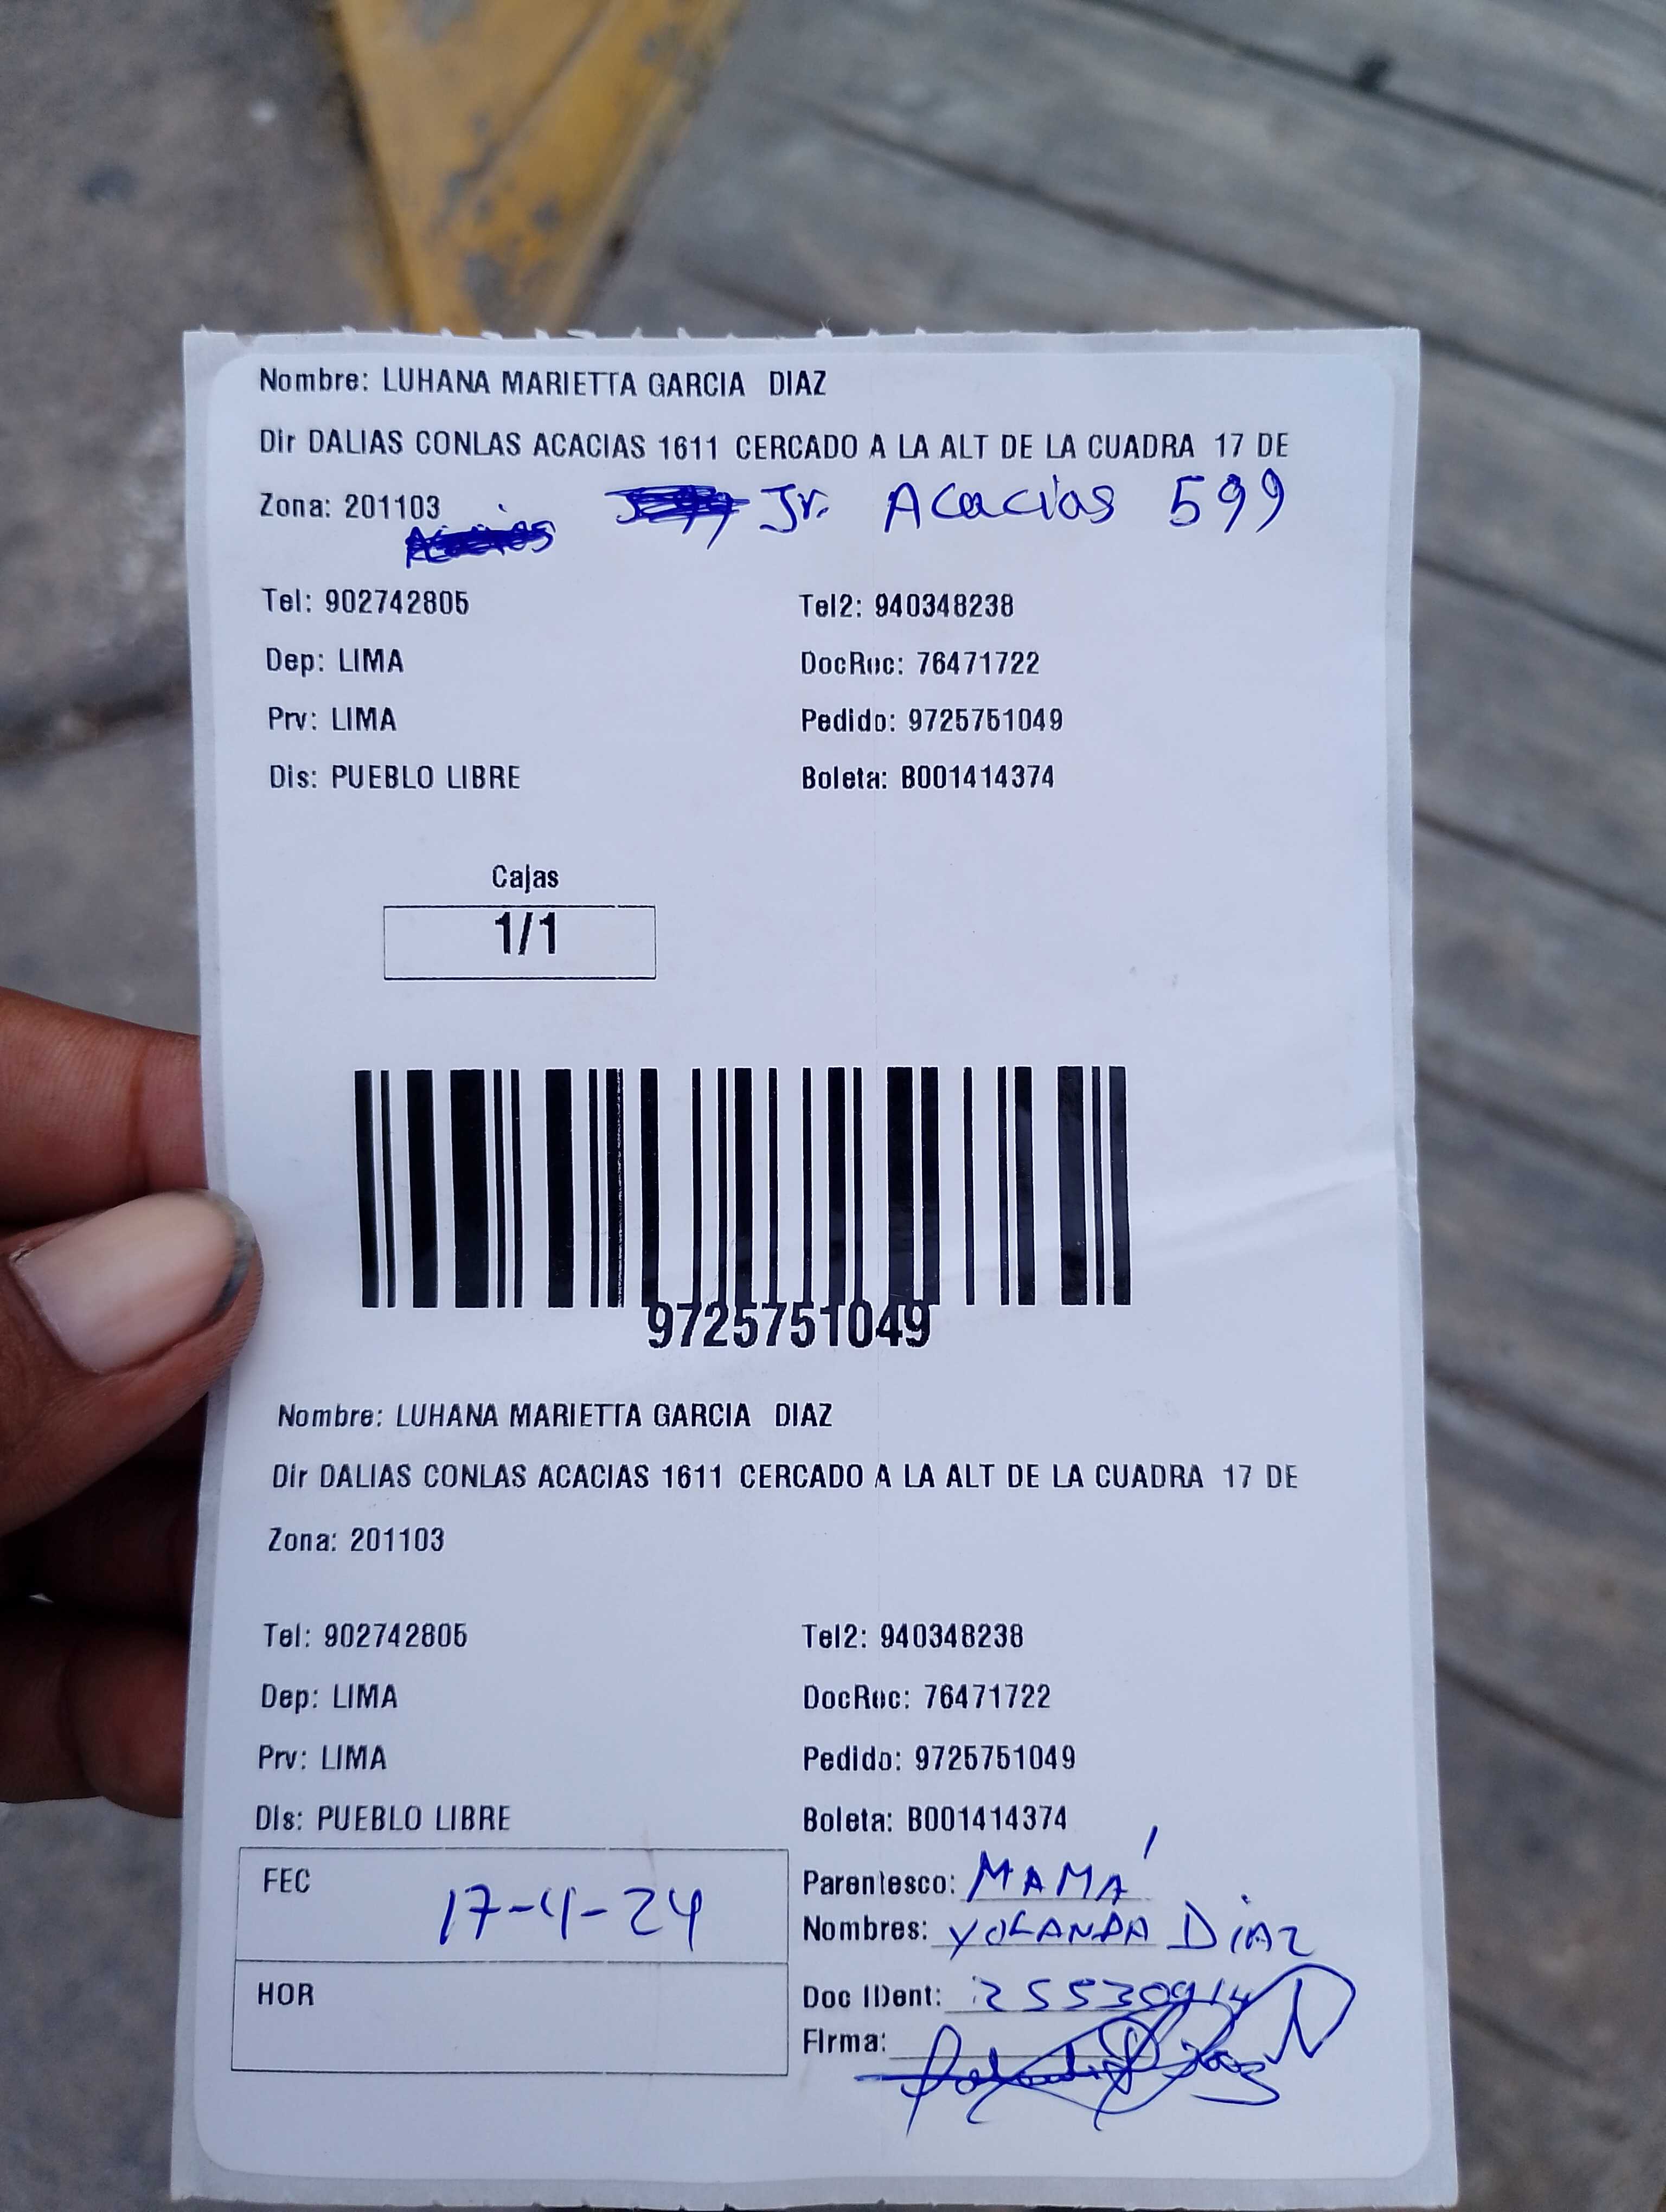 Nombre: LUHANA MARIETTA GARCIA DIAZ
Dir DALIAS CONLAS ACACIAS 1611 CERCADO A LA ALT DE LA CUADRA 17 DE
Zona: 201103 Jr. Acacias 599
Tel: 902742805 Tel2: 940348238
Dep: LIMA DocRuc: 76471722
Prv: LIMA Pedido: 9725751049
Dis: PUEBLO LIBRE Boleta: B001414374
Cajas
1/1
9725751049
Nombre: LUHANA MARIETTA GARCIA DIAZ
Dir DALIAS CONLAS ACACIAS 1611 CERCADO A LA ALT DE LA CUADRA 17 DE
Zona: 201103
Tel: 902742805 Tel2: 940348238
Dep: LIMA DocRuc: 76471722
Prv: LIMA Pedido: 9725751049
Dis: PUEBLO LIBRE Boleta: B001414374
FEC 17-4-24 Parentesco: MAMÁ
Nombres: YOLANDA DiAZ
HOR Doc IDent: 25530914
Firma: